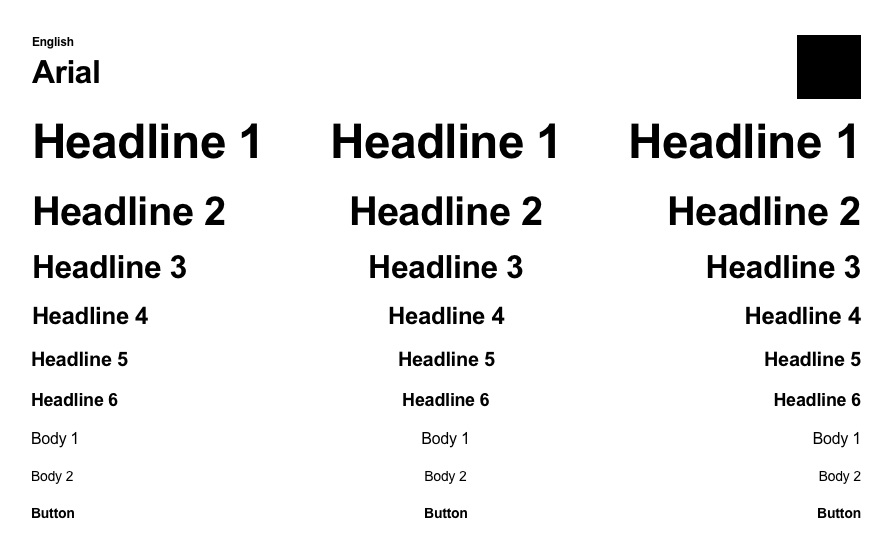 English
Arial
Headline 1 Headline 1 Headline 1
Headline 2 Headline 2 Headline 2
Headline 3 Headline 3 Headline 3
Headline 4 Headline 4 Headline 4
Headline 5 Headline 5 Headline 5
Headline 6 Headline 6 Headline 6
Body 1 Body 1 Body 1
Body 2 Body 2 Body 2
Button Button Button